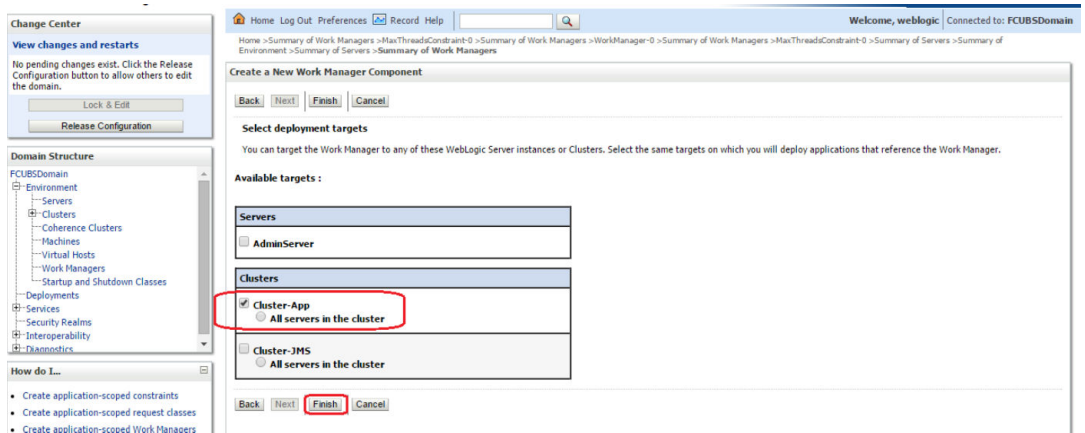 Change Center
View changes and restarts
No pending changes exist. Click the Release
Configuration button to allow others to edit
the domain.
Lock & Edit
Release Configuration
Domain Structure
FCUBSDomain
Environment
Servers
Clusters
Coherence Clusters
Machines
Virtual Hosts
Work Managers
Startup and Shutdown Classes
Deployments
Services
Security Realms
Interoperability
Diagnostics
How do I...
Create application-scoped constraints
Create application-scoped request classes
Create application-scoped Work Managers
Home Log Out Preferences Record Help
Welcome, weblogic Connected to: FCUBSDomain
Home >Summary of Work Managers >MaxThreadsConstraint-0 >Summary of Work Managers >WorkManager-0 >Summary of Work Managers >MaxThreadsConstraint-0 >Summary of Servers >Summary of
Environment >Summary of Servers >Summary of Work Managers
Create a New Work Manager Component
Back Next Finish Cancel
Select deployment targets
You can target the Work Manager to any of these WebLogic Server instances or Clusters. Select the same targets on which you will deploy applications that reference the Work Manager.
Available targets :
Servers
AdminServer
Clusters
Cluster-App
All servers in the cluster
Cluster-JMS
All servers in the cluster
Back Next Finish Cancel